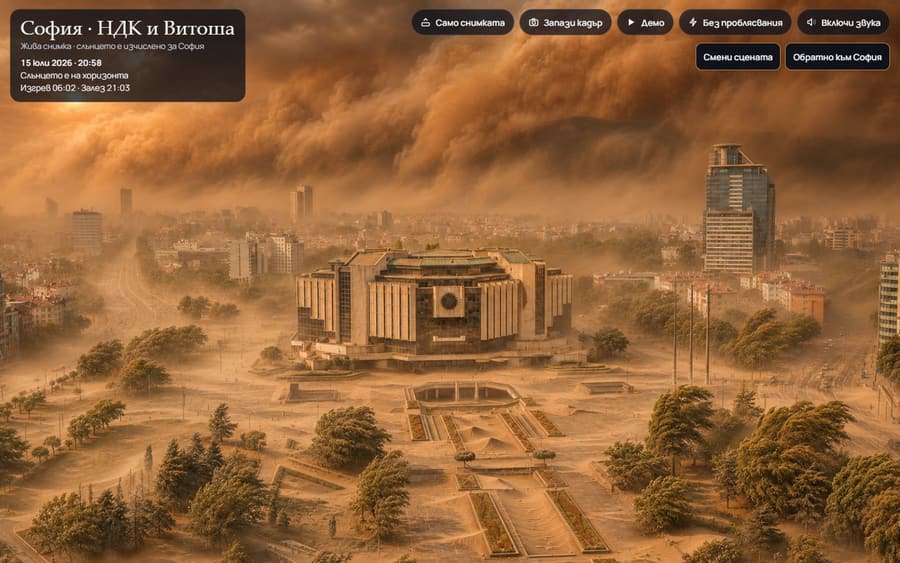 София · НДК и Витоша
Жива снимка · слънцето е изчислено за София
15 юли 2026 · 20:58
Слънцето е на хоризонта
Изгрев 06:02 · Залез 21:03
Само снимката
Запази кадър
Демо
Без проблясвания
Включи звука
Смени сцената
Обратно към София